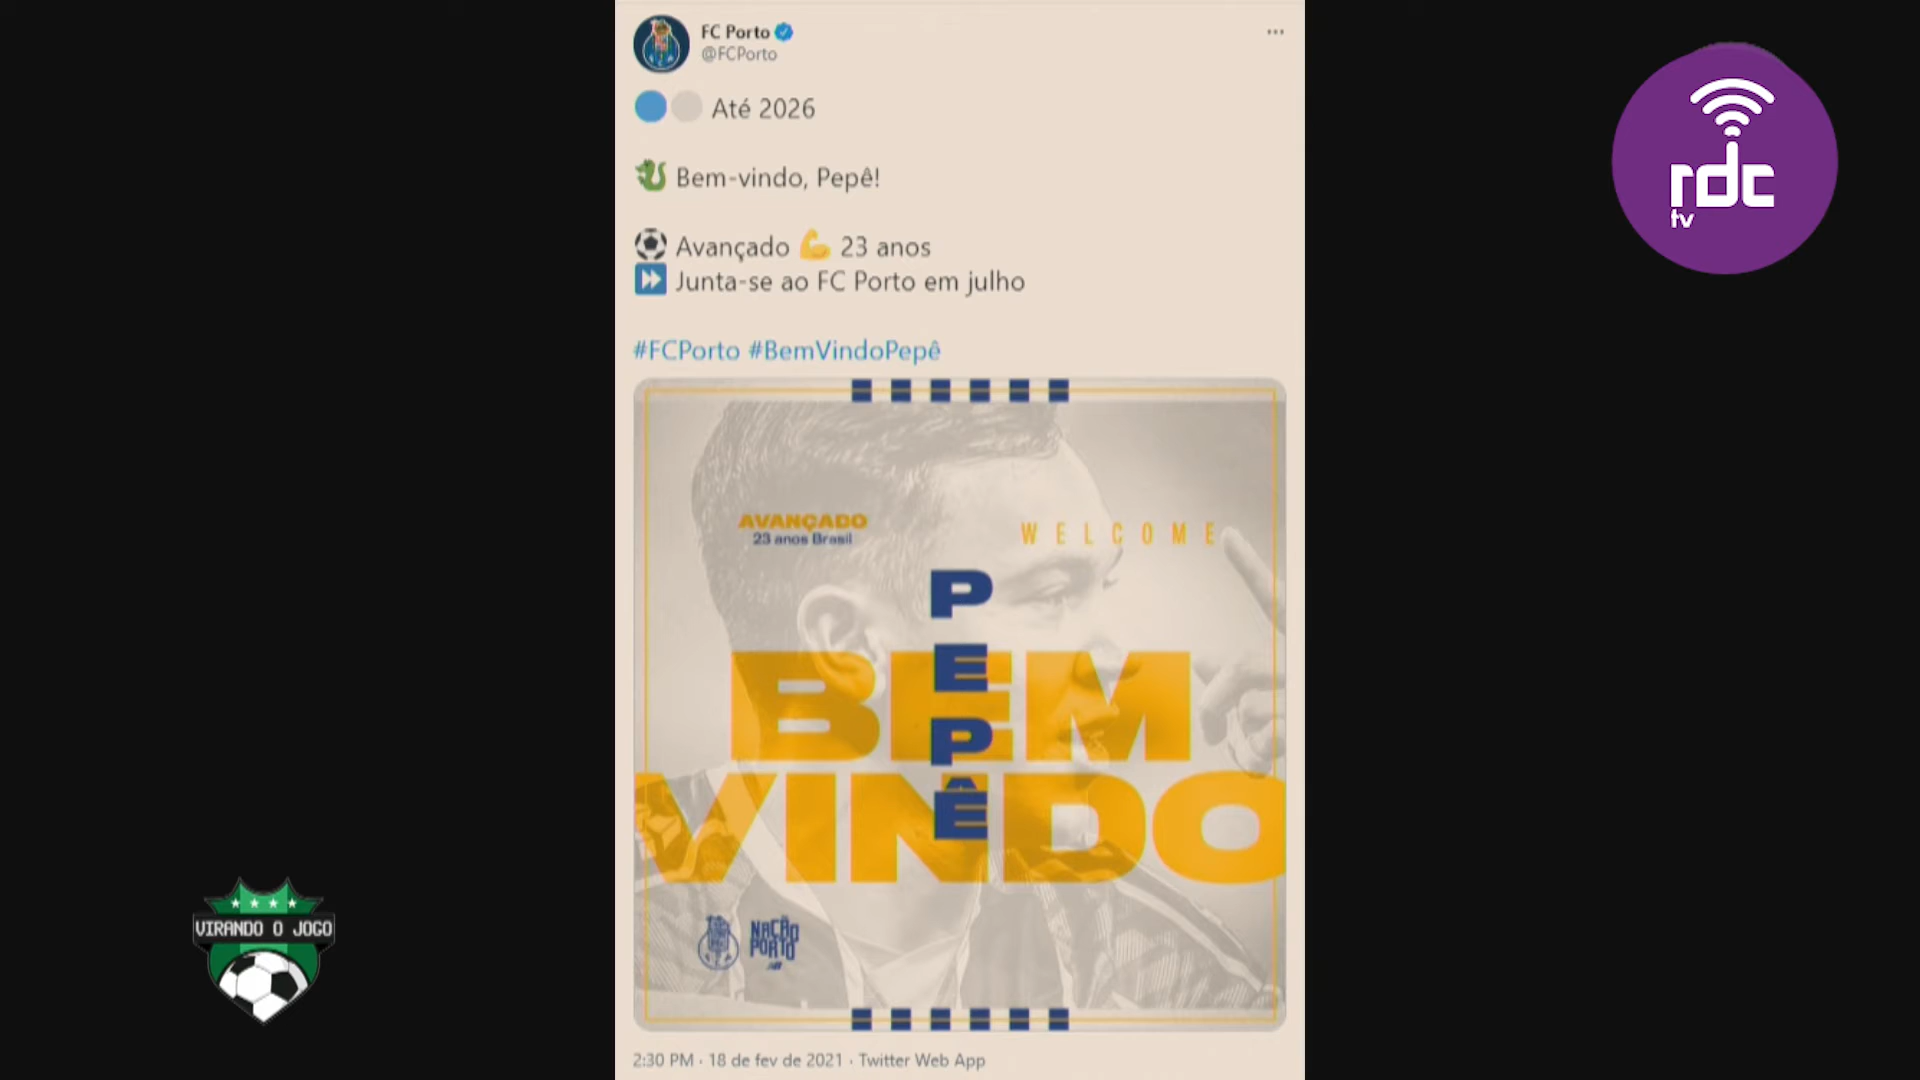 FC Porto
@FCPorto
Até 2026
Bem-vindo, Pepê!
Avançado 23 anos
Junta-se ao FC Porto em julho
#FCPorto #BemVindoPepê
AVANÇADO
23 anos Brasil
WELCOME
PEPÊ
BEM
VINDO
NAÇÃO
PORTO
2:30 PM · 18 de fev de 2021 · Twitter Web App
rdc
tv
VIRANDO O JOGO